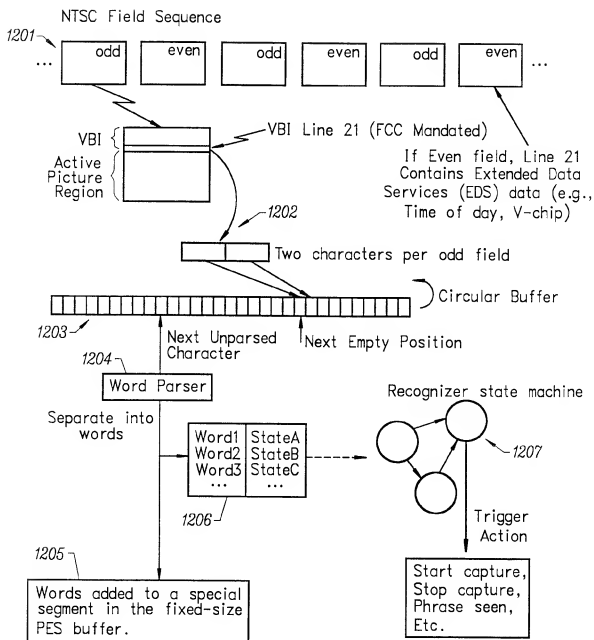 NTSC Field Sequence
1201
... odd even odd even odd even ...
VBI
VBI Line 21 (FCC Mandated)
Active
Picture
Region
If Even field, Line 21
Contains Extended Data
Services (EDS) data (e.g.,
Time of day, V-chip)
1202
Two characters per odd field
Circular Buffer
1203
Next Unparsed
Character
Next Empty Position
1204
Word Parser
Separate into
words
Recognizer state machine
Word1 StateA
Word2 StateB
Word3 StateC
... ...
1206
1207
Trigger
Action
1205
Words added to a special
segment in the fixed-size
PES buffer.
Start capture,
Stop capture,
Phrase seen,
Etc.